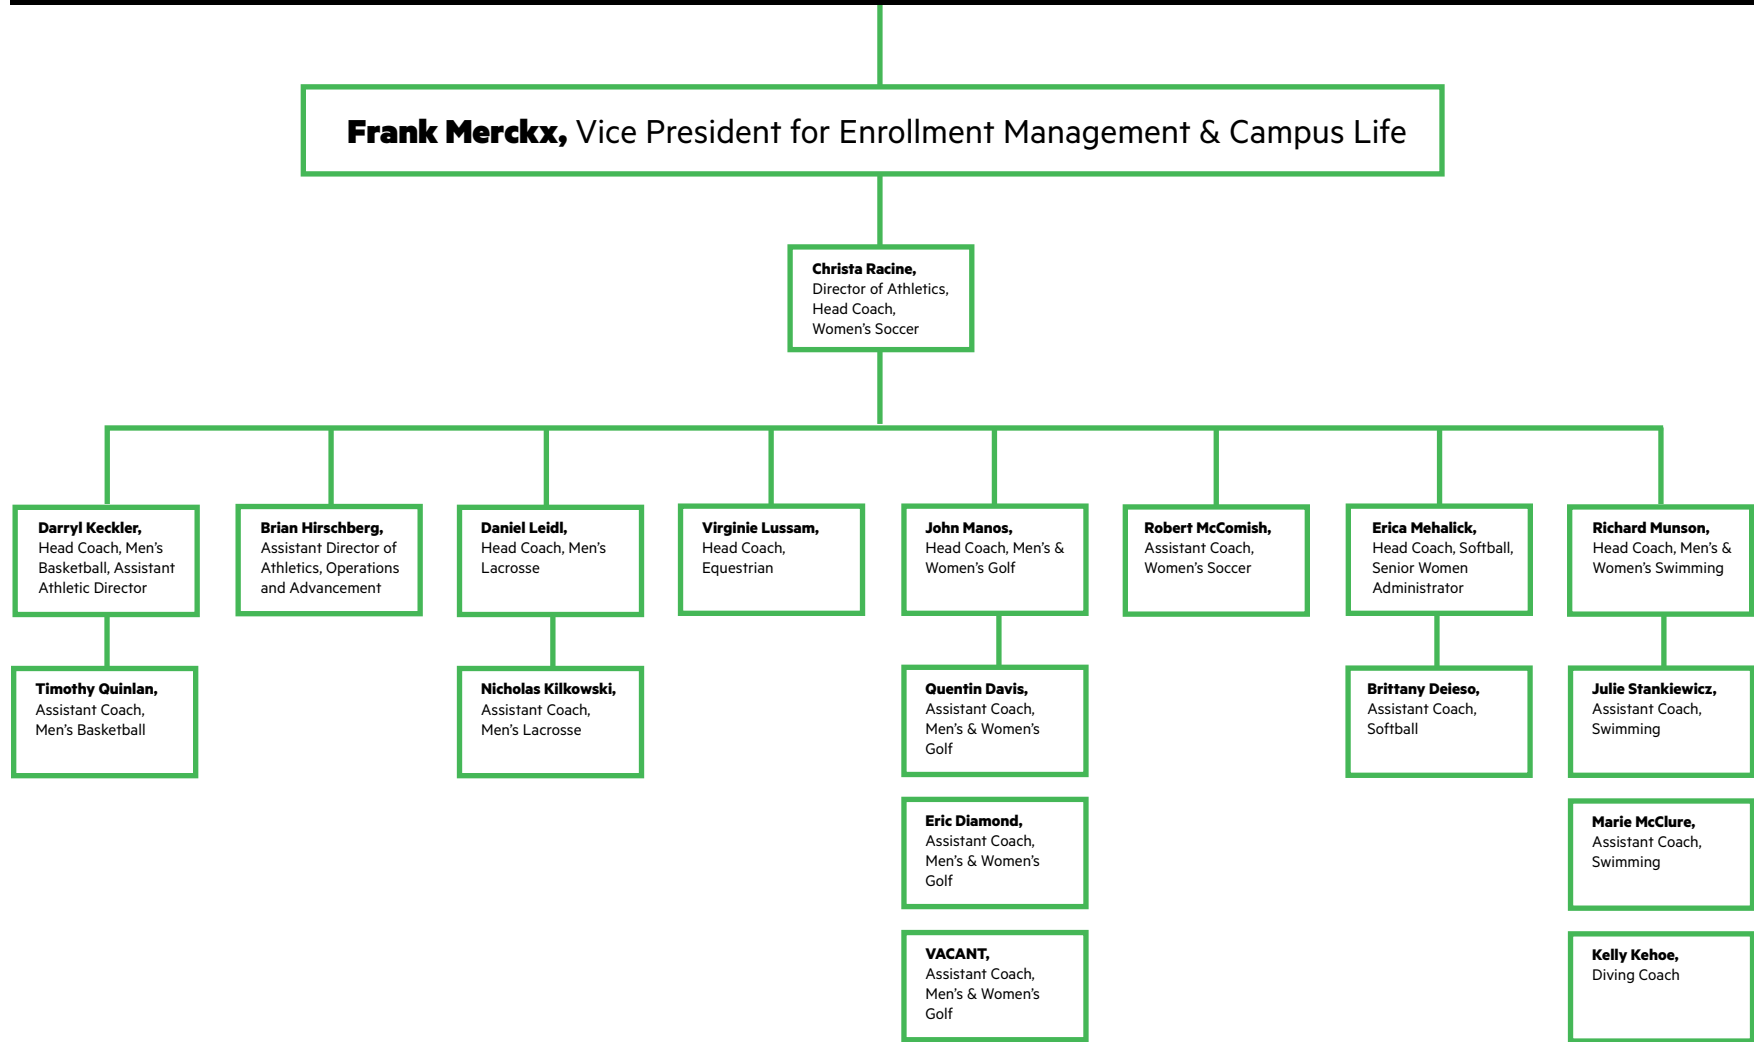 Frank Merckx, Vice President for Enrollment Management & Campus Life
Christa Racine,
Director of Athletics,
Head Coach,
Women’s Soccer
Darryl Keckler,
Head Coach, Men’s
Basketball, Assistant
Athletic Director
Brian Hirschberg,
Assistant Director of
Athletics, Operations
and Advancement
Daniel Leidl,
Head Coach, Men’s
Lacrosse
Virginie Lussam,
Head Coach,
Equestrian
John Manos,
Head Coach, Men’s &
Women’s Golf
Robert McComish,
Assistant Coach,
Women’s Soccer
Erica Mehalick,
Head Coach, Softball,
Senior Women
Administrator
Richard Munson,
Head Coach, Men’s &
Women’s Swimming
Timothy Quinlan,
Assistant Coach,
Men’s Basketball
Nicholas Kilkowski,
Assistant Coach,
Men’s Lacrosse
Quentin Davis,
Assistant Coach,
Men’s & Women’s
Golf
Brittany Deieso,
Assistant Coach,
Softball
Julie Stankiewicz,
Assistant Coach,
Swimming
Eric Diamond,
Assistant Coach,
Men’s & Women’s
Golf
Marie McClure,
Assistant Coach,
Swimming
VACANT,
Assistant Coach,
Men’s & Women’s
Golf
Kelly Kehoe,
Diving Coach